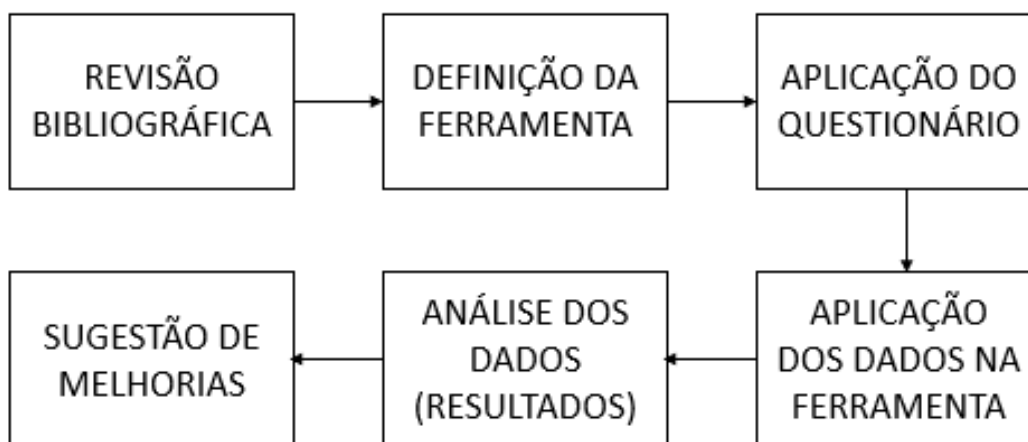 REVISÃO
BIBLIOGRÁFICA
DEFINIÇÃO DA
FERRAMENTA
APLICAÇÃO DO
QUESTIONÁRIO
APLICAÇÃO
DOS DADOS NA
FERRAMENTA
ANÁLISE DOS
DADOS
(RESULTADOS)
SUGESTÃO DE
MELHORIAS